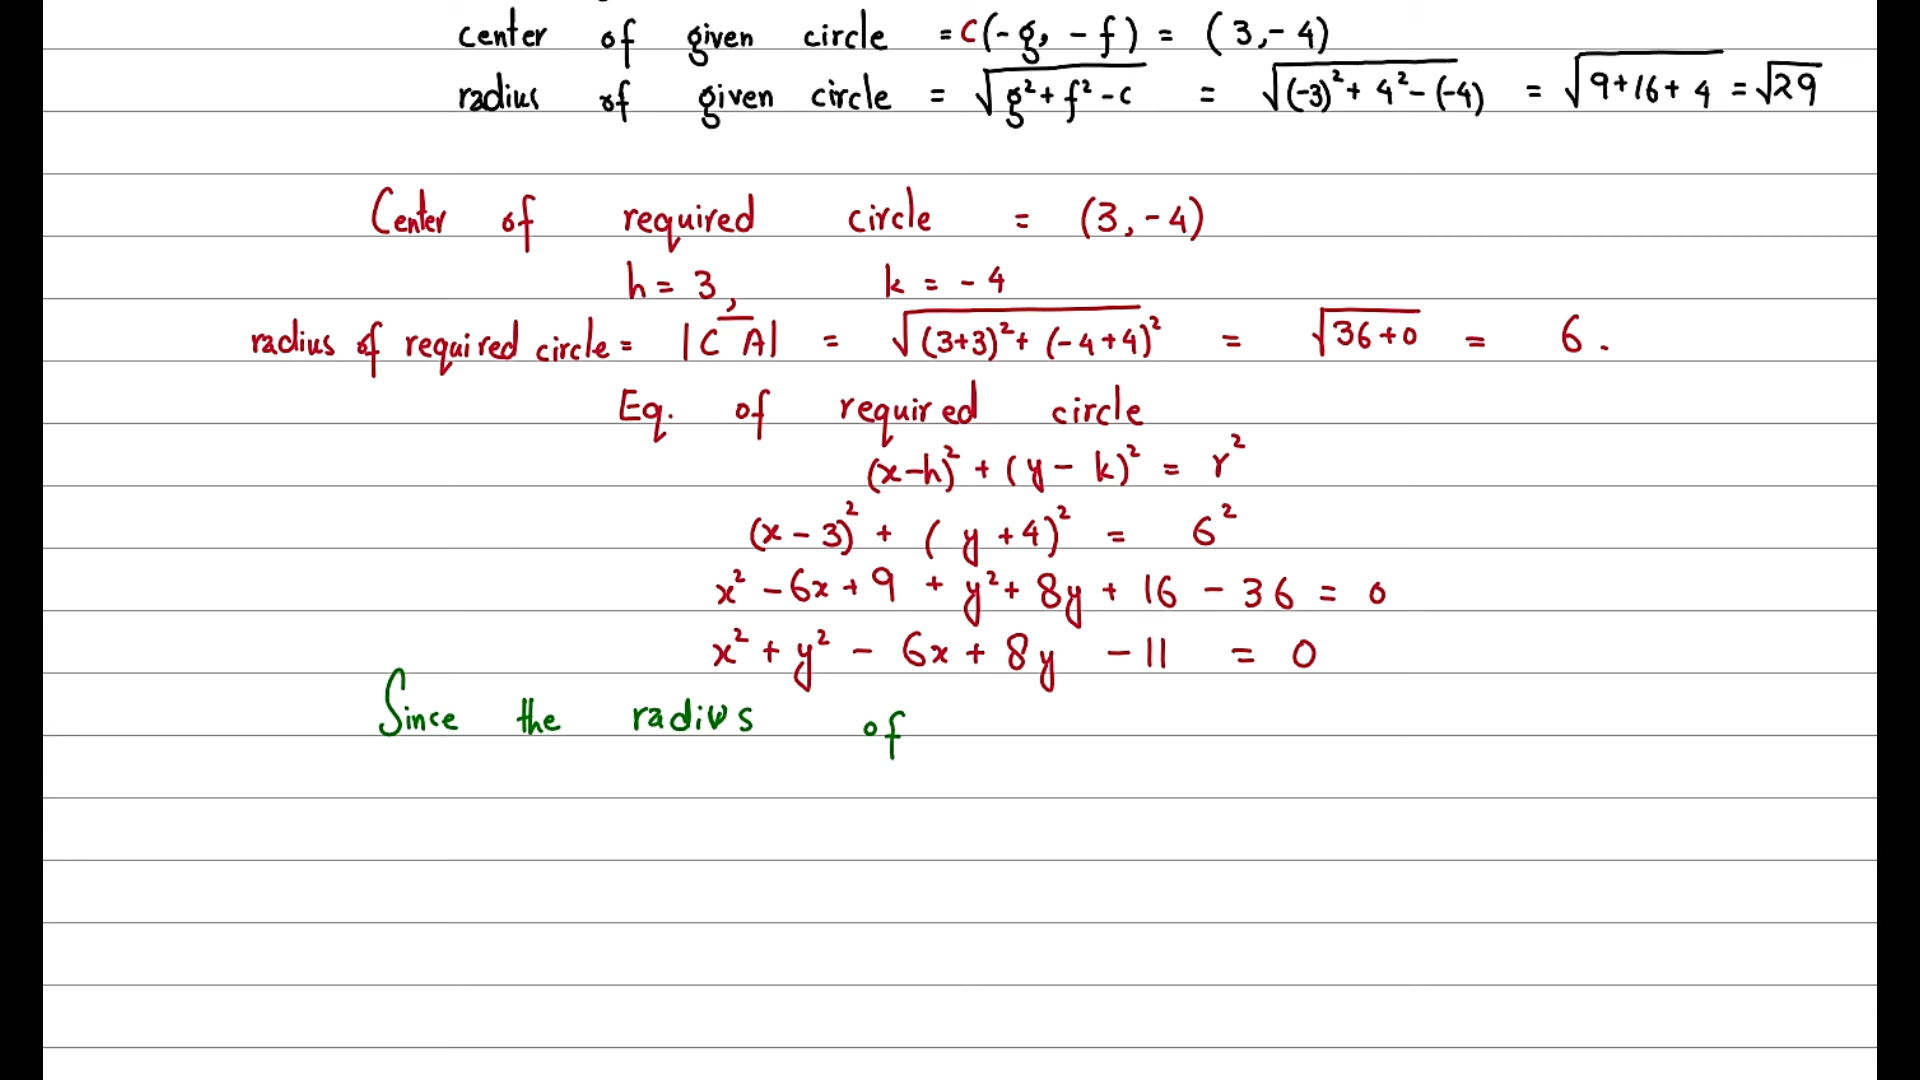 center of given circle = C(-g, -f) = (3,-4)
radius of given circle = √(g²+f²-c) = √((-3)²+4²-(-4)) = √(9+16+4) = √29
Center of required circle = (3,-4)
h = 3, k = -4
radius of required circle = |CA| = √((3+3)²+(-4+4)²) = √(36+0) = 6.
Eq. of required circle
(x-h)² + (y-k)² = r²
(x-3)² + (y+4)² = 6²
x² -6x+9 + y²+8y+16 - 36 = 0
x² + y² - 6x + 8y - 11 = 0
Since the radius of